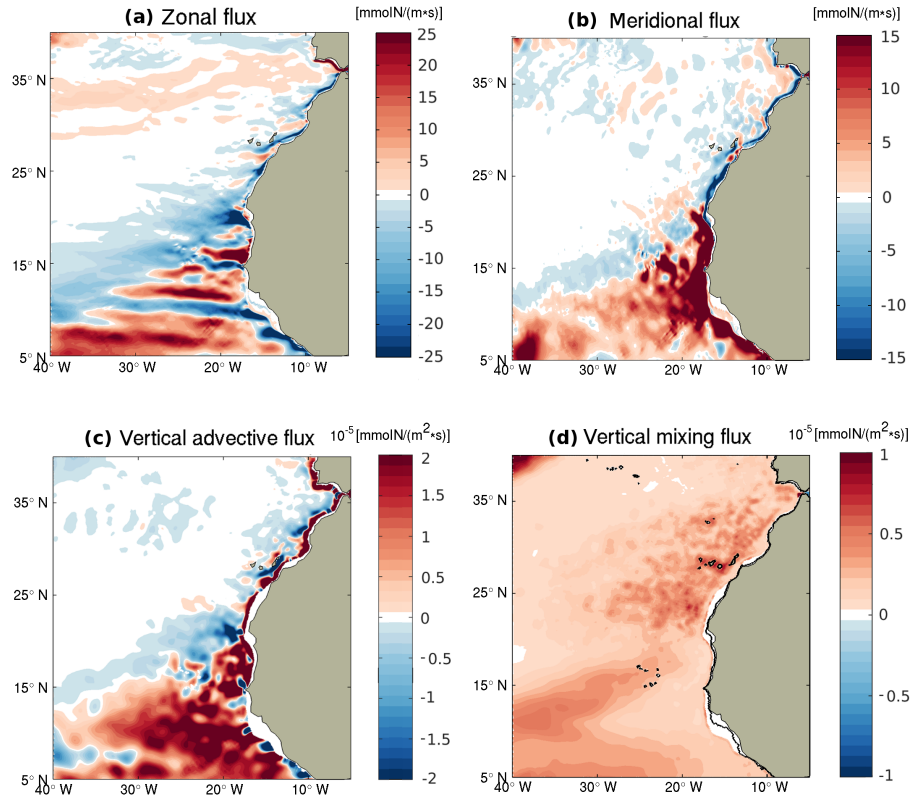 (a) Zonal flux
[mmolN/(m*s)]
35° N
25° N
15° N
5° N
40° W 30° W 20° W 10° W
25
20
15
10
5
0
-5
-10
-15
-20
-25
(b) Meridional flux
[mmolN/(m*s)]
35° N
25° N
15° N
5° N
40° W 30° W 20° W 10° W
15
10
5
0
-5
-10
-15
(c) Vertical advective flux
10⁻⁵[mmolN/(m²*s)]
35° N
25° N
15° N
5° N
40° W 30° W 20° W 10° W
2
1.5
1
0.5
0
-0.5
-1
-1.5
-2
(d) Vertical mixing flux
10⁻⁵[mmolN/(m²*s)]
35° N
25° N
15° N
5° N
40° W 30° W 20° W 10° W
1
0.5
0
-0.5
-1